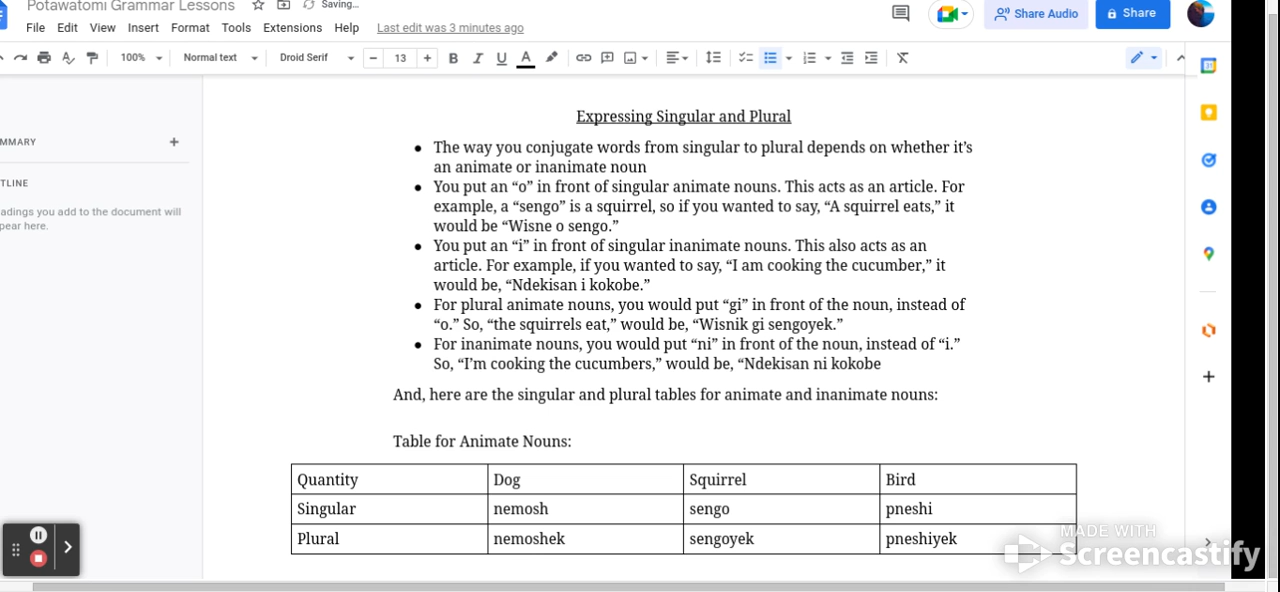 Potawatomi Grammar Lessons Saving...
File Edit View Insert Format Tools Extensions Help Last edit was 3 minutes ago
Share Audio Share
100% Normal text Droid Serif − 13 + B I U A
MMARY +
TLINE
adings you add to the document will
pear here.
Expressing Singular and Plural
● The way you conjugate words from singular to plural depends on whether it’s
an animate or inanimate noun
● You put an “o” in front of singular animate nouns. This acts as an article. For
example, a “sengo” is a squirrel, so if you wanted to say, “A squirrel eats,” it
would be “Wisne o sengo.”
● You put an “i” in front of singular inanimate nouns. This also acts as an
article. For example, if you wanted to say, “I am cooking the cucumber,” it
would be, “Ndekisan i kokobe.”
● For plural animate nouns, you would put “gi” in front of the noun, instead of
“o.” So, “the squirrels eat,” would be, “Wisnik gi sengoyek.”
● For inanimate nouns, you would put “ni” in front of the noun, instead of “i.”
So, “I’m cooking the cucumbers,” would be, “Ndekisan ni kokobe
And, here are the singular and plural tables for animate and inanimate nouns:
Table for Animate Nouns:
Quantity Dog Squirrel Bird
Singular nemosh sengo pneshi
Plural nemoshek sengoyek pneshiyek
MADE WITH
Screencastify